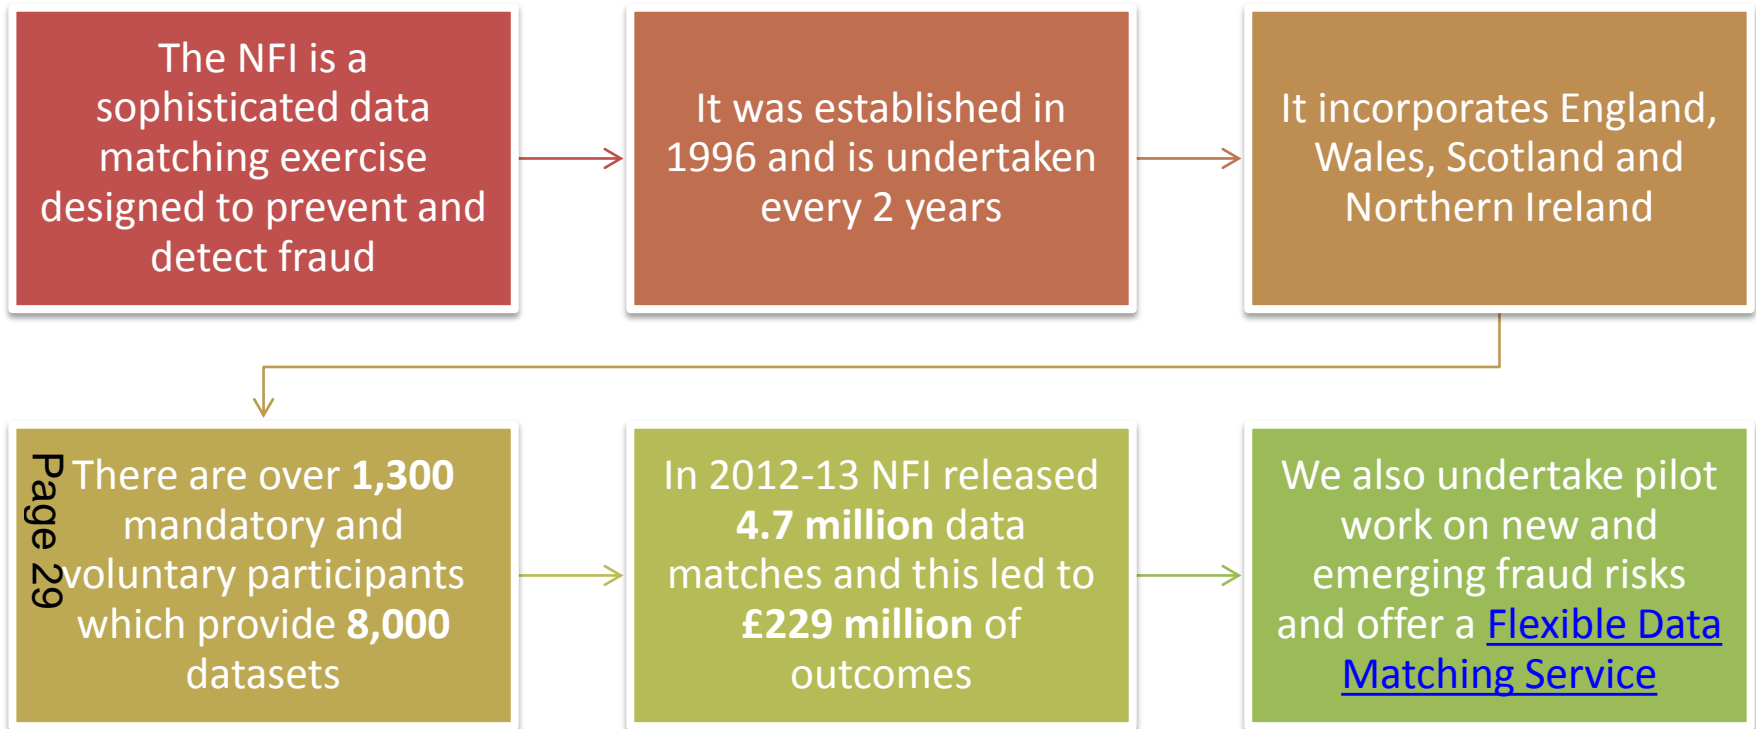 The NFI is a
sophisticated data
matching exercise
designed to prevent and
detect fraud
It was established in
1996 and is undertaken
every 2 years
It incorporates England,
Wales, Scotland and
Northern Ireland
There are over 1,300
mandatory and
voluntary participants
which provide 8,000
datasets
In 2012-13 NFI released
4.7 million data
matches and this led to
£229 million of
outcomes
We also undertake pilot
work on new and
emerging fraud risks
and offer a Flexible Data
Matching Service
Page 29